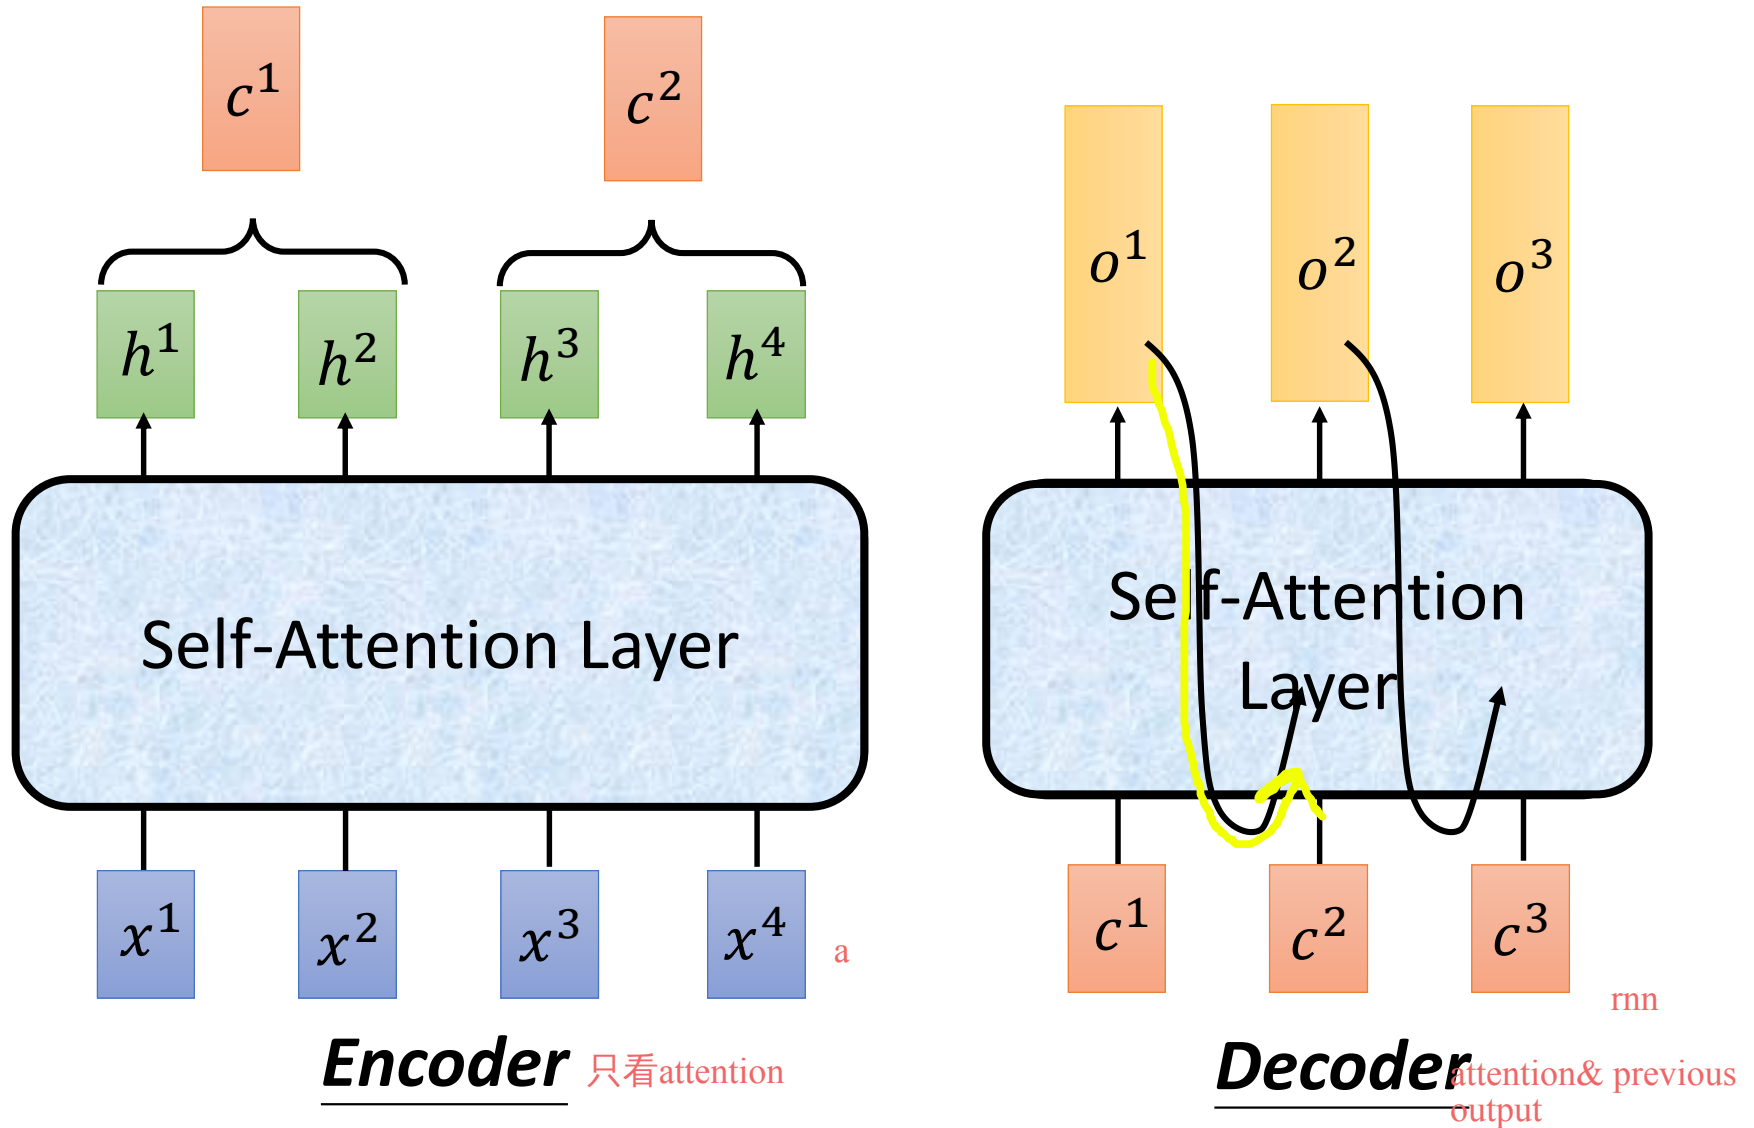 c¹ c²
h¹ h² h³ h⁴
Self-Attention Layer
x¹ x² x³ x⁴
a
Encoder
只看attention
o¹ o² o³
Self-Attention
Layer
c¹ c² c³
rnn
Decoder
attention& previous
output